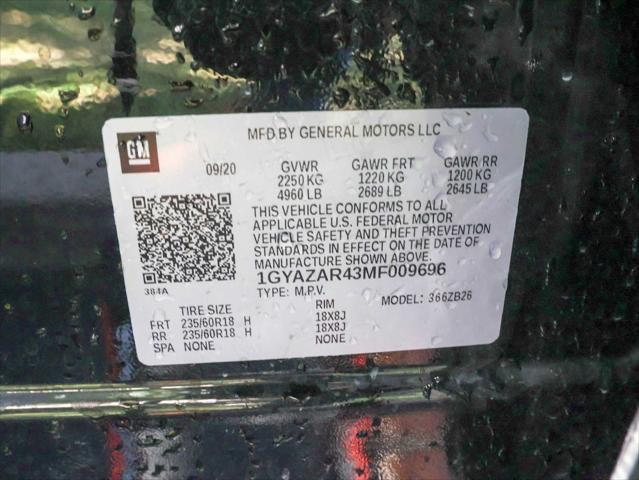 GM
MFD BY GENERAL MOTORS LLC
09/20 GVWR GAWR FRT GAWR RR
2250 KG 1220 KG 1200 KG
4960 LB 2689 LB 2645 LB
THIS VEHICLE CONFORMS TO ALL
APPLICABLE U.S. FEDERAL MOTOR
VEHICLE SAFETY AND THEFT PREVENTION
STANDARDS IN EFFECT ON THE DATE OF
MANUFACTURE SHOWN ABOVE.
1GYAZAR43MF009696
384A
TYPE: M.P.V. MODEL: 366ZB26
TIRE SIZE RIM
FRT 235/60R18 H 18X8J
RR 235/60R18 H 18X8J
SPA NONE NONE